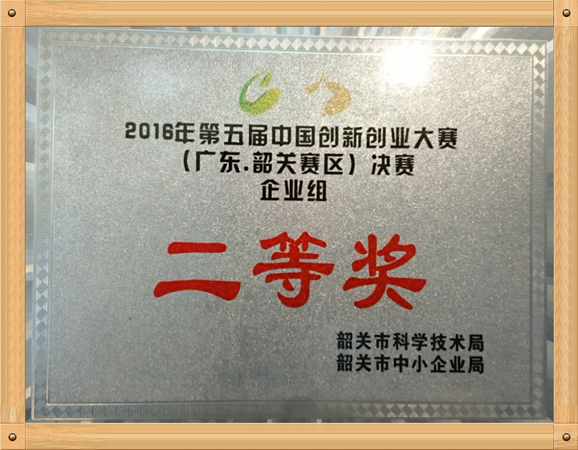 2016年第五届中国创新创业大赛
（广东.韶关赛区）决赛
企业组
二等奖
韶关市科学技术局
韶关市中小企业局